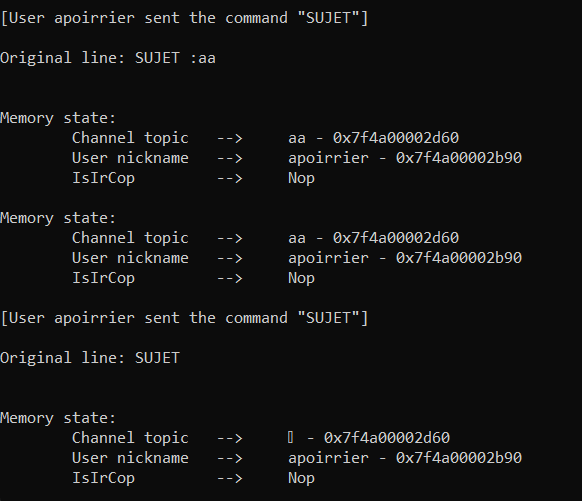 [User apoirrier sent the command "SUJET"]
Original line: SUJET :aa
Memory state:
Channel topic --> aa - 0x7f4a00002d60
User nickname --> apoirrier - 0x7f4a00002b90
IsIrCop --> Nop
Memory state:
Channel topic --> aa - 0x7f4a00002d60
User nickname --> apoirrier - 0x7f4a00002b90
IsIrCop --> Nop
[User apoirrier sent the command "SUJET"]
Original line: SUJET
Memory state:
Channel topic --> ▯ - 0x7f4a00002d60
User nickname --> apoirrier - 0x7f4a00002b90
IsIrCop --> Nop